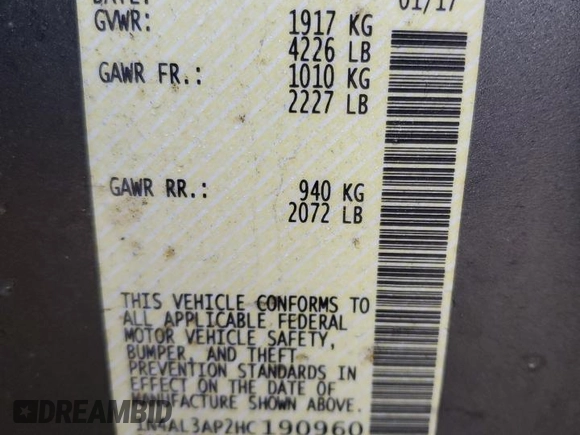 DATE: 01/17
GVWR: 1917 KG
4226 LB
GAWR FR.: 1010 KG
2227 LB
GAWR RR.: 940 KG
2072 LB
THIS VEHICLE CONFORMS TO
ALL APPLICABLE FEDERAL
MOTOR VEHICLE SAFETY,
BUMPER, AND THEFT
PREVENTION STANDARDS IN
EFFECT ON THE DATE OF
MANUFACTURE SHOWN ABOVE.
1N4AL3AP2HC190960
DREAMBID